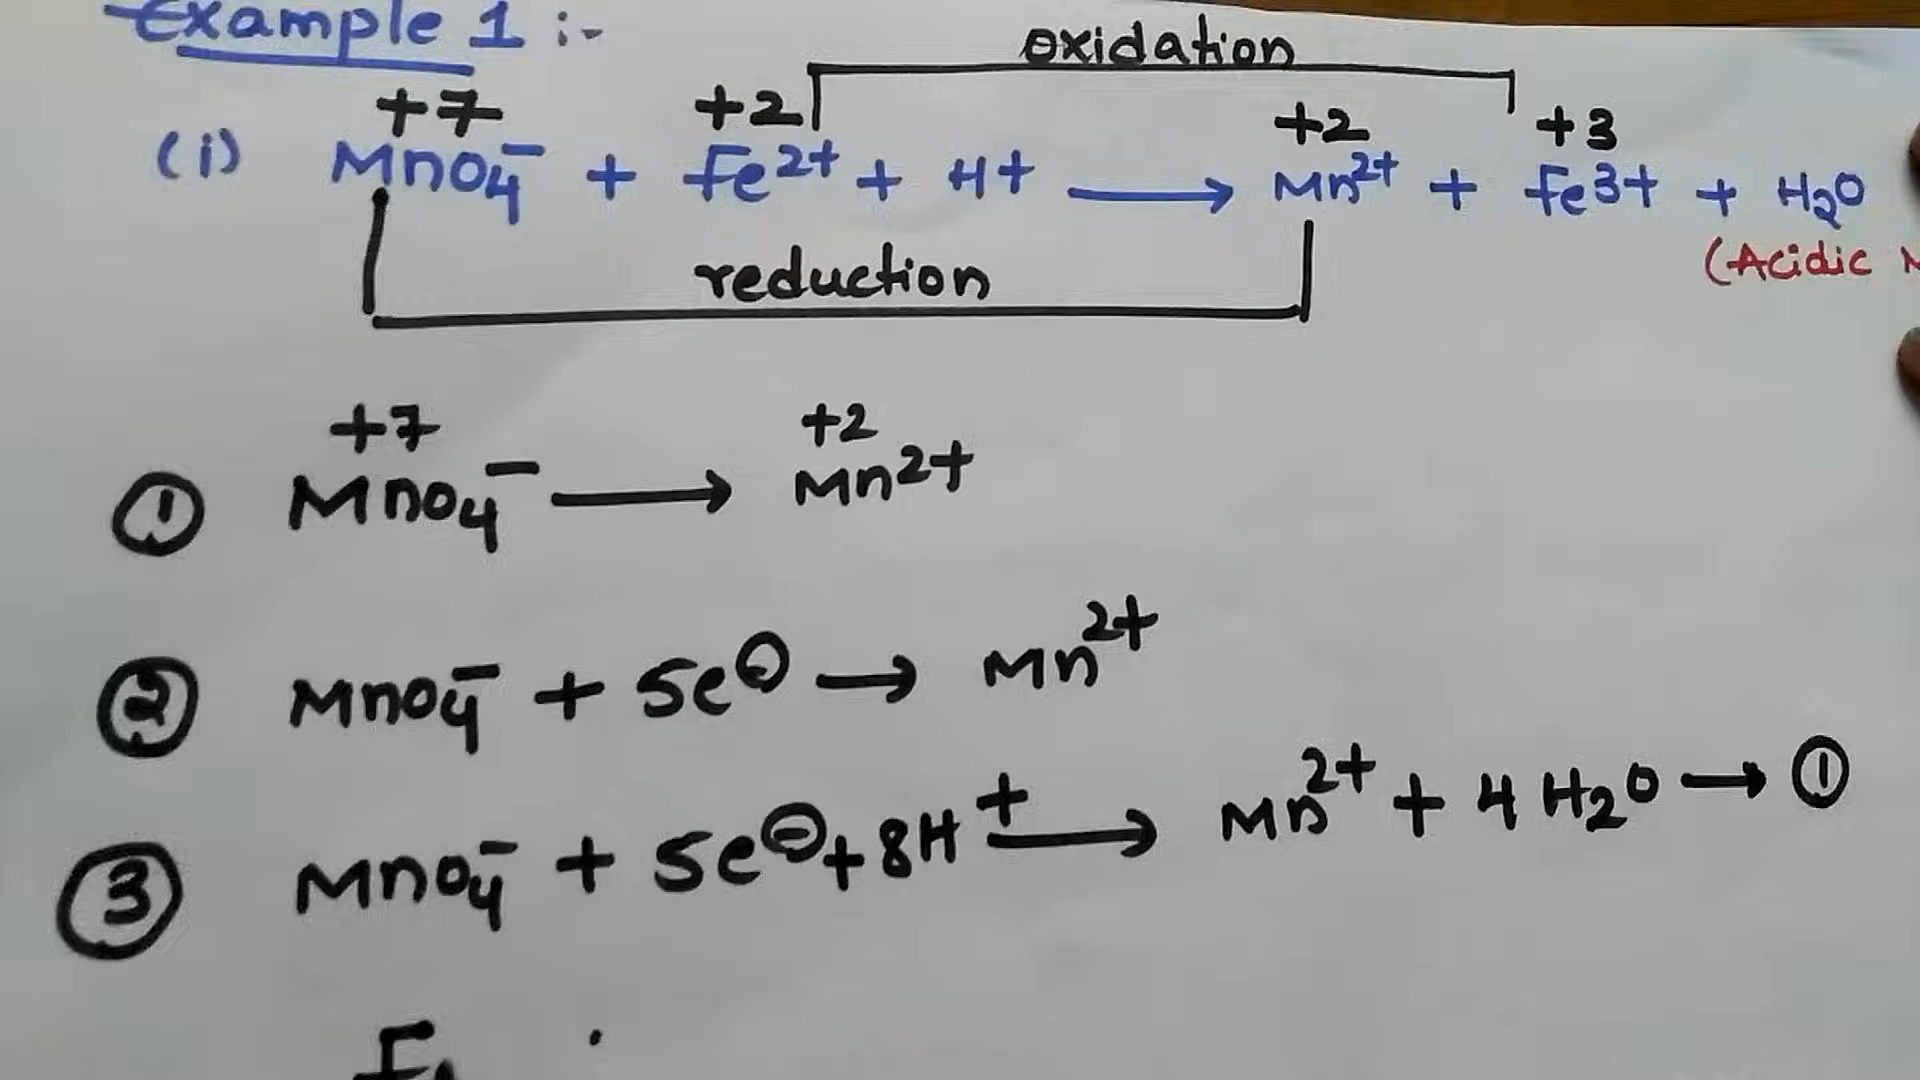 Example 1 :-
oxidation
+7 +2 +2 +3
(i) MnO4⁻ + Fe2+ + H+ ⟶ Mn2+ + Fe3+ + H2O
(Acidic
reduction
+7 +2
① MnO4⁻ ⟶ Mn2+
② MnO4⁻ + 5e⊖ → Mn2+
③ MnO4⁻ + 5e⊖ + 8H+ ⟶ Mn2+ + 4H2O → ①